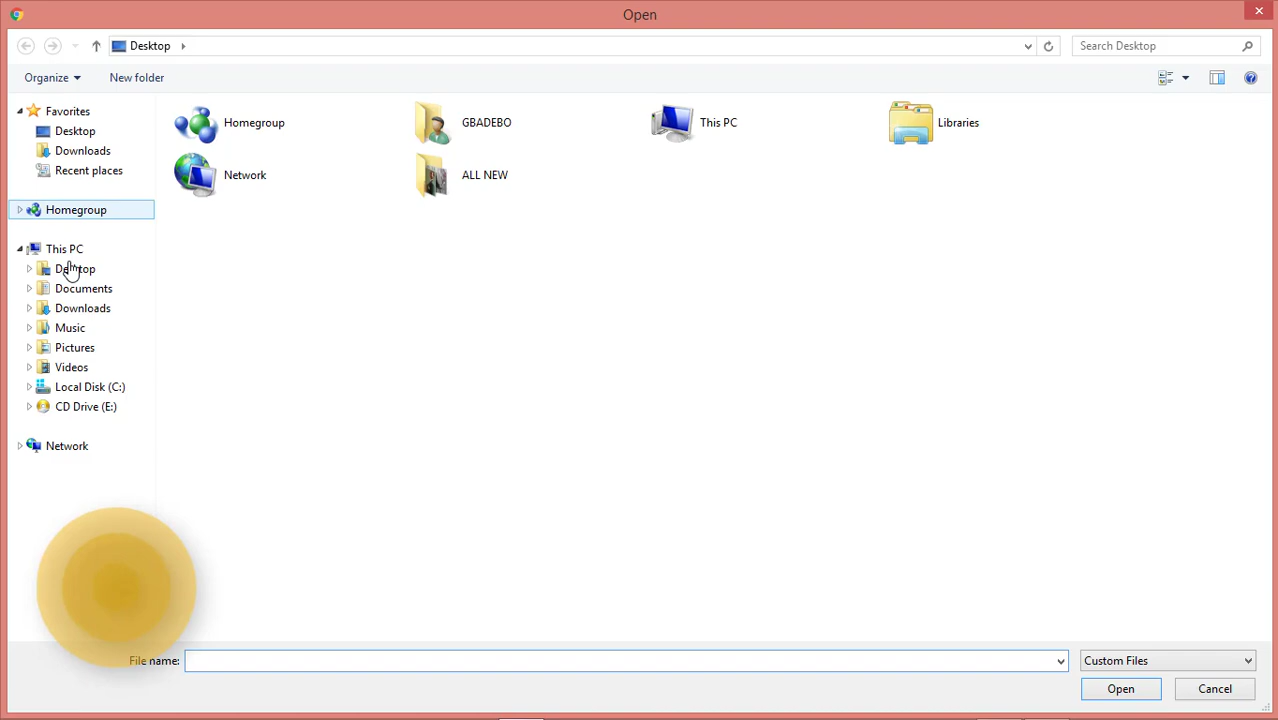 Open
Desktop
Search Desktop
Organize
New folder
Favorites
Desktop
Downloads
Recent places
Homegroup
This PC
Desktop
Documents
Downloads
Music
Pictures
Videos
Local Disk (C:)
CD Drive (E:)
Network
Homegroup
GBADEBO
This PC
Libraries
Network
ALL NEW
File name:
Custom Files
Open
Cancel